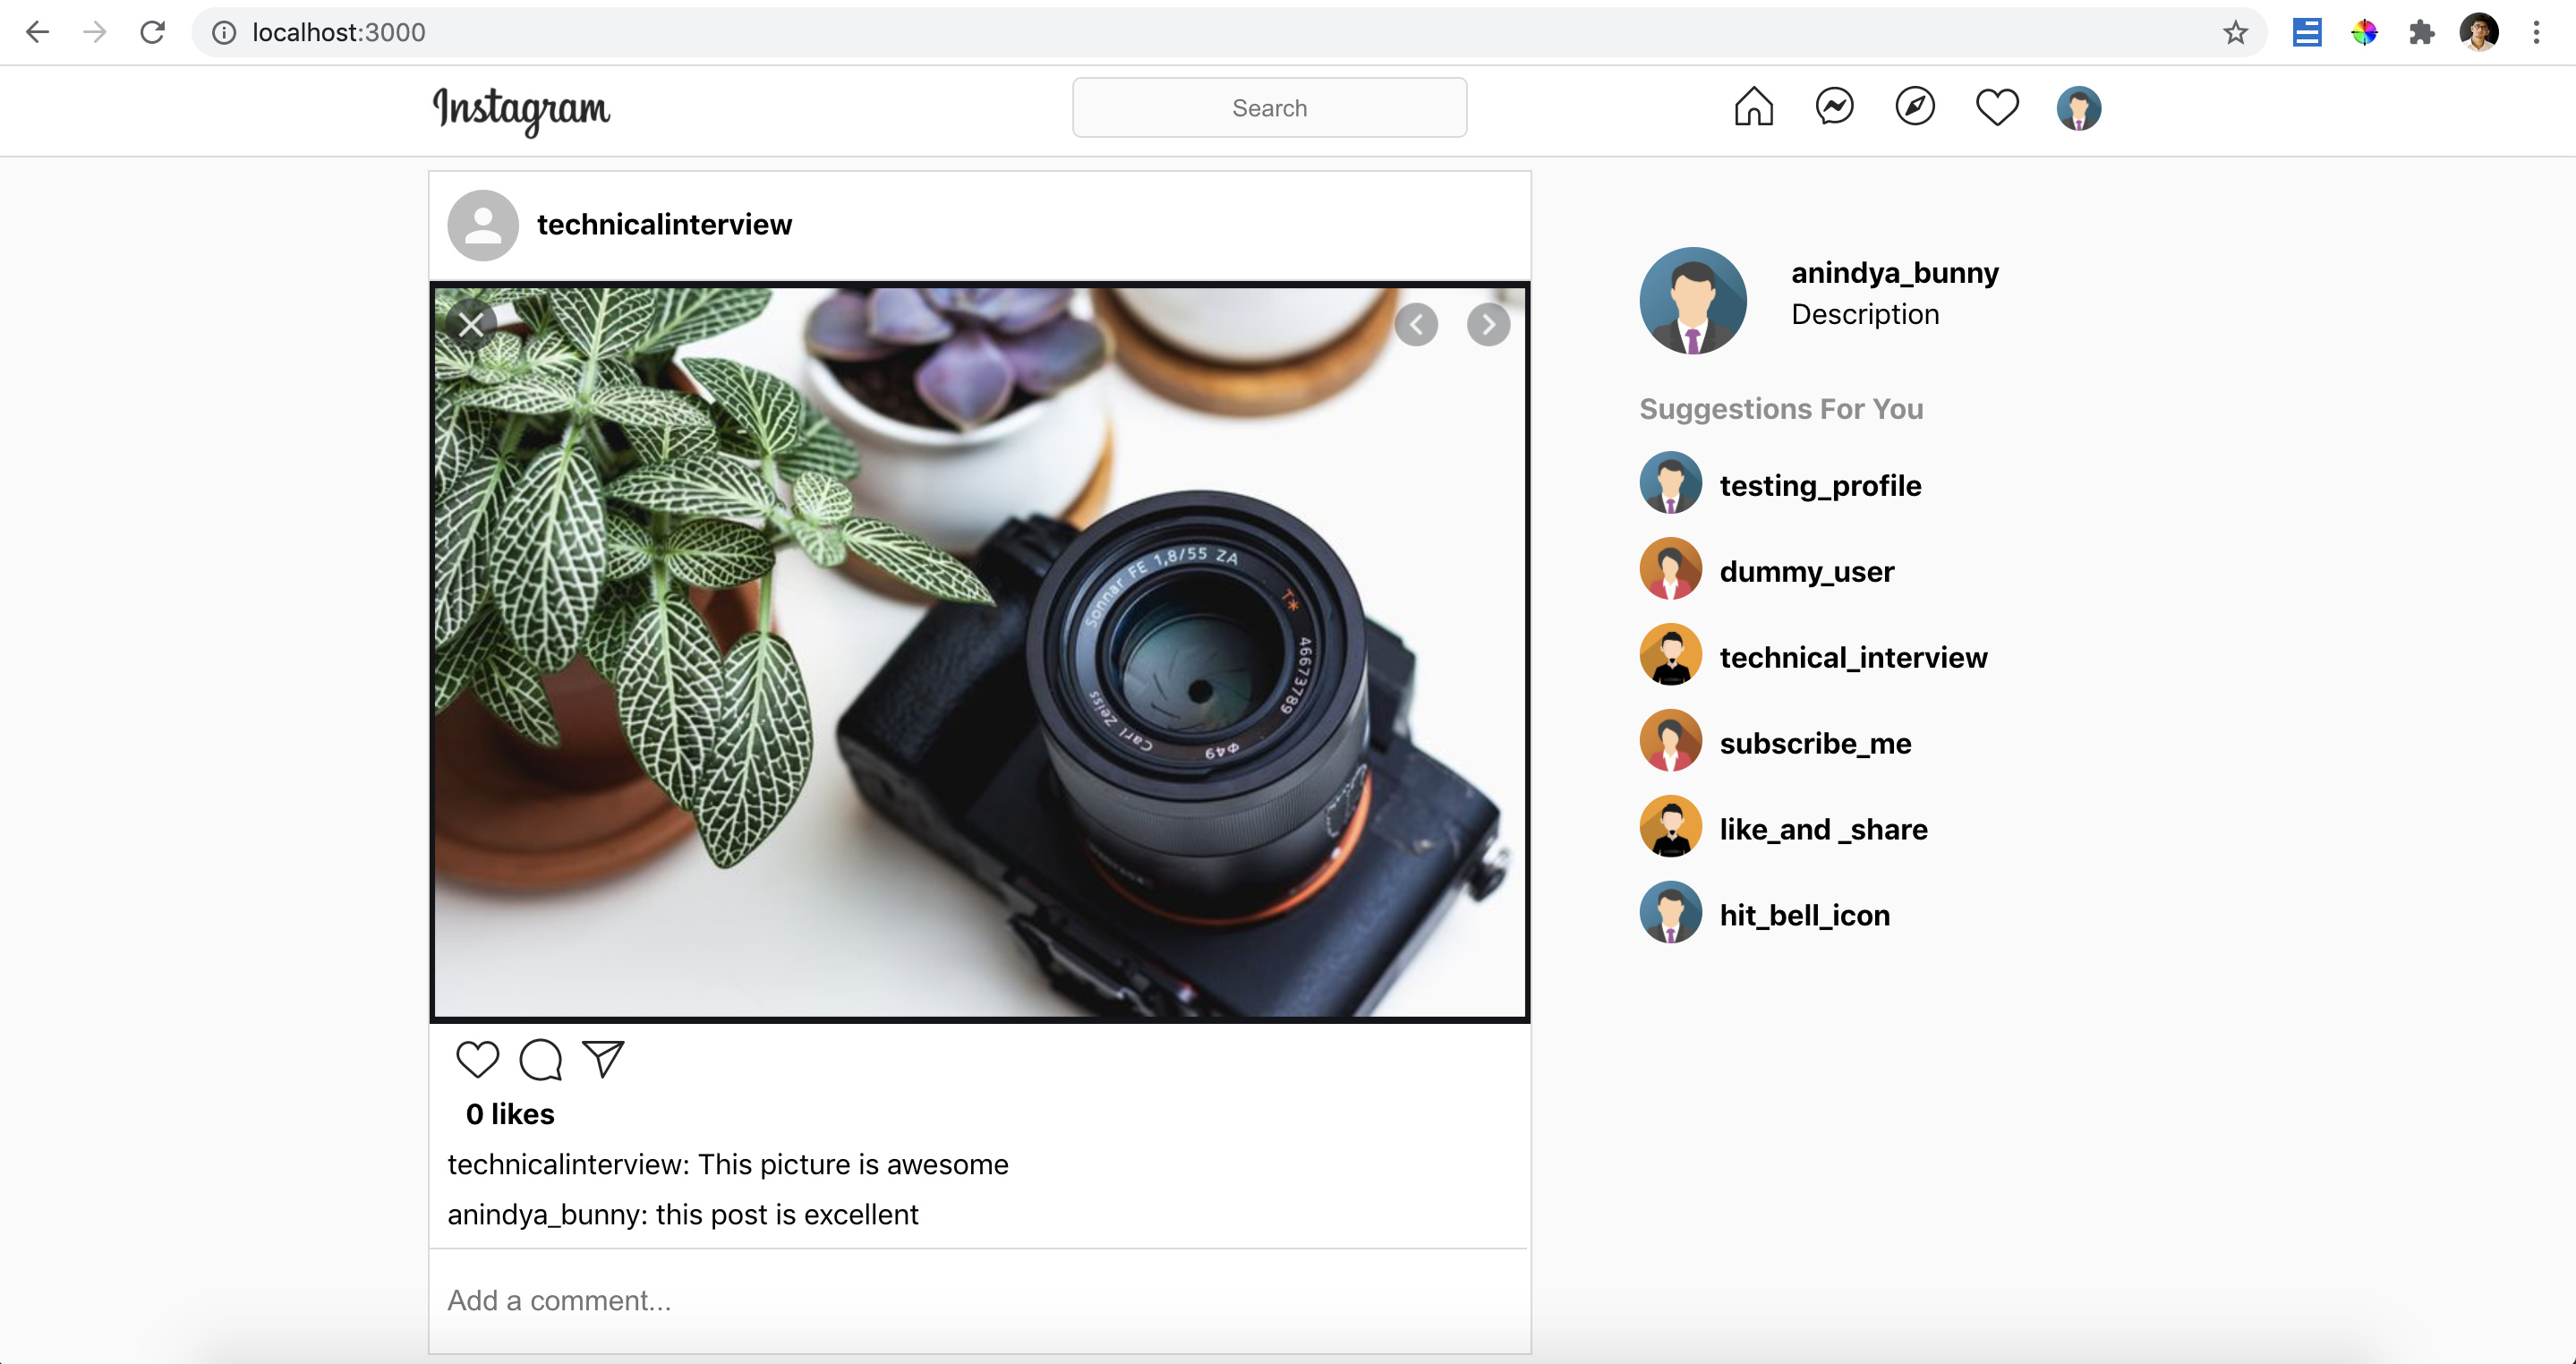 localhost:3000
Instagram
Search
technicalinterview
Sonnar FE 1,8/55 ZA T* 46673789 Φ49 Carl Zeiss
0 likes
technicalinterview: This picture is awesome
anindya_bunny: this post is excellent
Add a comment...
anindya_bunny
Description
Suggestions For You
testing_profile
dummy_user
technical_interview
subscribe_me
like_and _share
hit_bell_icon